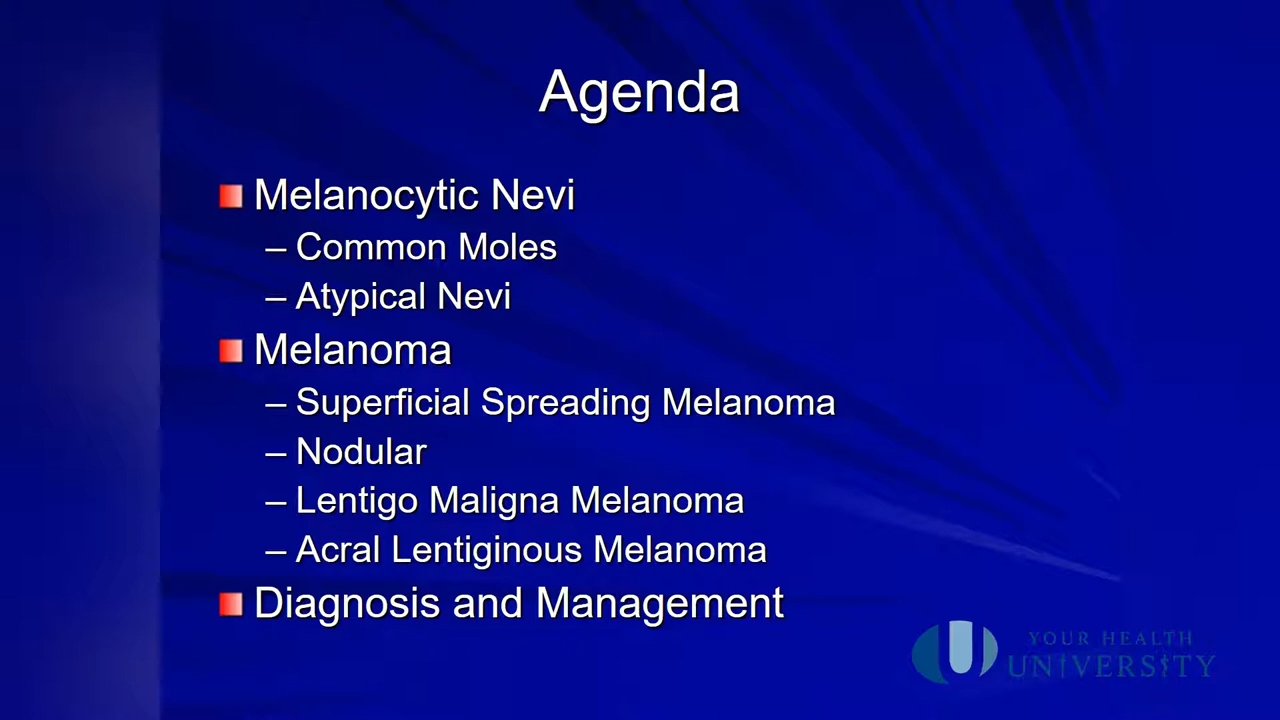 Agenda
Melanocytic Nevi
– Common Moles
– Atypical Nevi
Melanoma
– Superficial Spreading Melanoma
– Nodular
– Lentigo Maligna Melanoma
– Acral Lentiginous Melanoma
Diagnosis and Management
YOUR HEALTH
UNIVERSITY